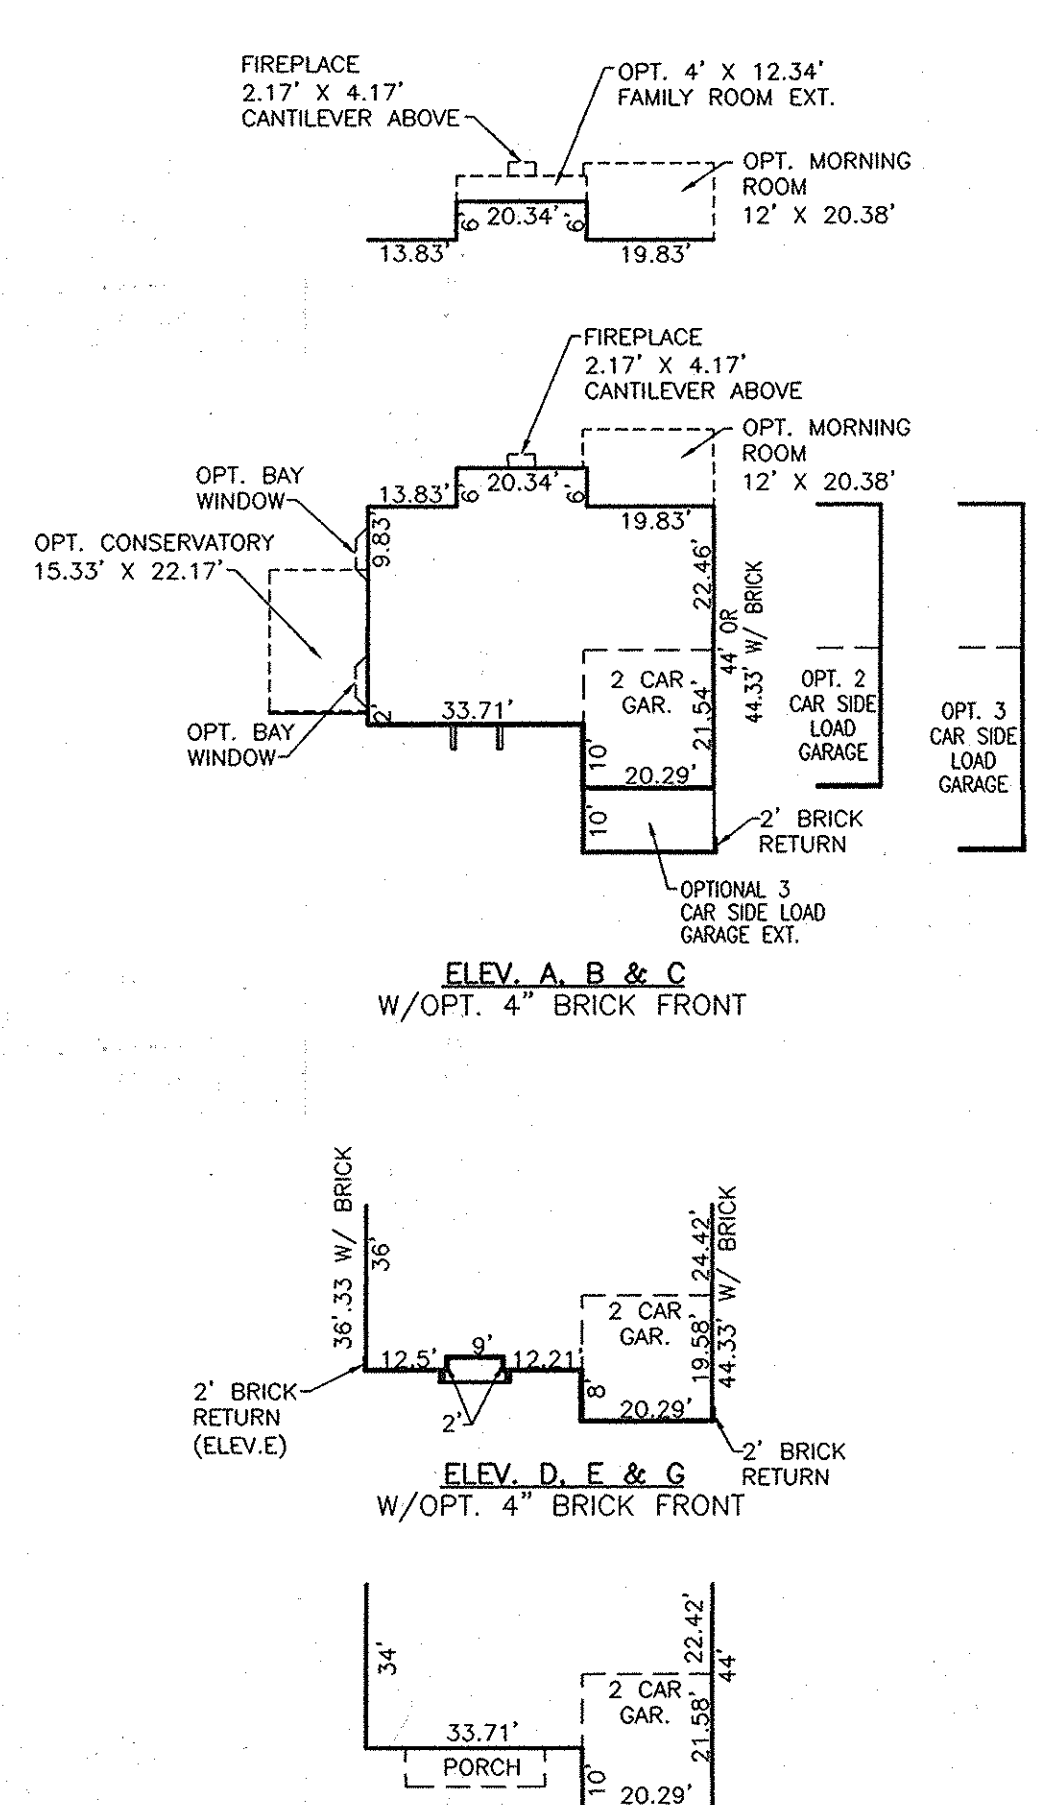 FIREPLACE
2.17' X 4.17'
CANTILEVER ABOVE
OPT. 4' X 12.34'
FAMILY ROOM EXT.
OPT. MORNING
ROOM
12' X 20.38'
6'
20.34'
6'
13.83'
19.83'
FIREPLACE
2.17' X 4.17'
CANTILEVER ABOVE
OPT. MORNING
ROOM
12' X 20.38'
OPT. BAY
WINDOW
13.83'
6'
20.34'
6'
19.83'
OPT. CONSERVATORY
15.33' X 22.17'
9.83'
22.46'
44' OR
44.33' W/ BRICK
2 CAR
GAR.
21.54'
OPT. 2
CAR SIDE
LOAD
GARAGE
OPT. 3
CAR SIDE
LOAD
GARAGE
2'
33.71'
OPT. BAY
WINDOW
10'
20.29'
10'
2' BRICK
RETURN
OPTIONAL 3
CAR SIDE LOAD
GARAGE EXT.
ELEV. A, B & C
W/OPT. 4" BRICK FRONT
36'.33 W/ BRICK
36'
24.42'
44.33' W/ BRICK
2 CAR
GAR.
19.58'
12.5'
9'
12.21'
8'
20.29'
2' BRICK
RETURN
(ELEV.E)
2'
2' BRICK
RETURN
ELEV. D, E & G
W/OPT. 4" BRICK FRONT
34'
22.42'
44'
2 CAR
GAR.
21.58'
33.71'
PORCH
10'
20.29'